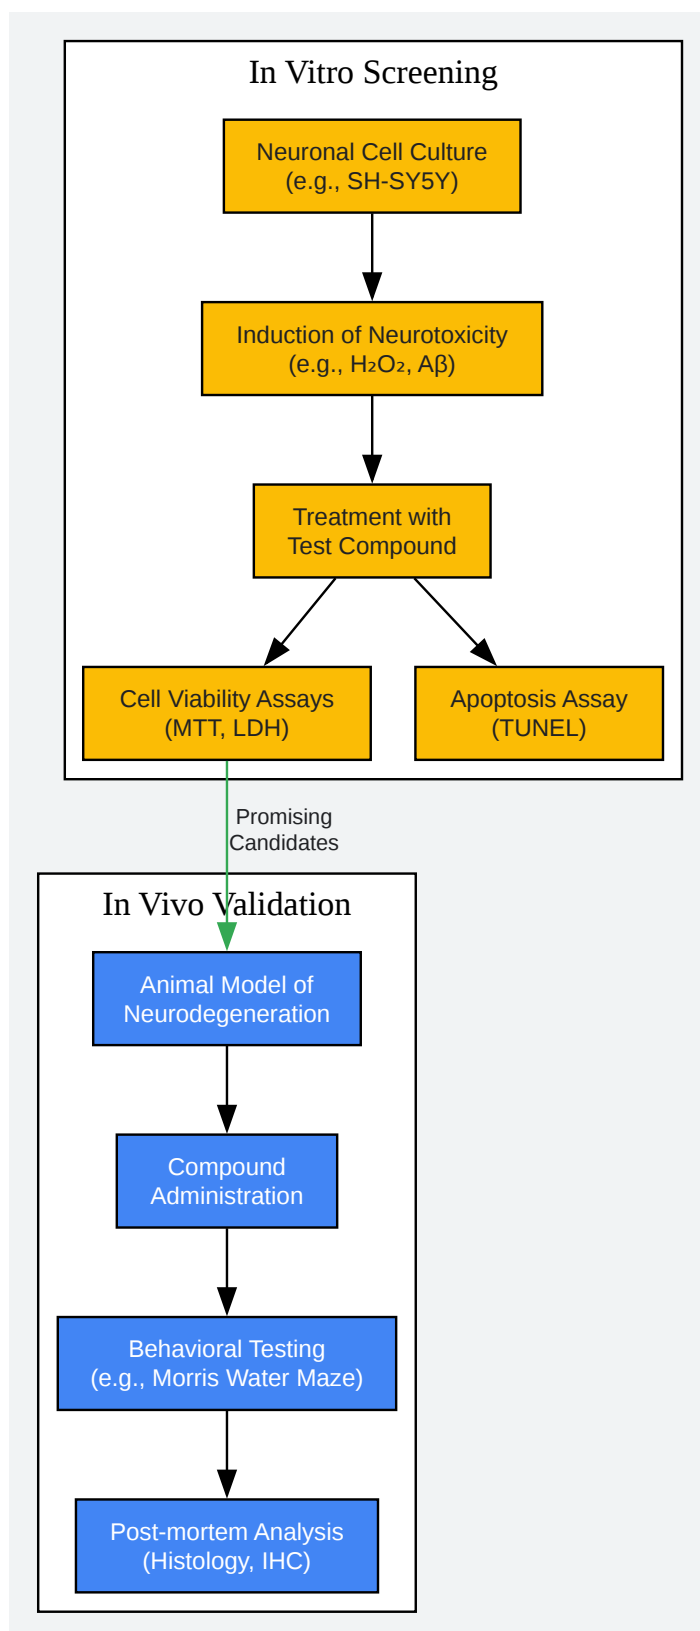 In Vitro Screening
Neuronal Cell Culture
(e.g., SH-SY5Y)
Induction of Neurotoxicity
(e.g., H₂O₂, Aβ)
Treatment with
Test Compound
Cell Viability Assays
(MTT, LDH)
Apoptosis Assay
(TUNEL)
Promising
Candidates
In Vivo Validation
Animal Model of
Neurodegeneration
Compound
Administration
Behavioral Testing
(e.g., Morris Water Maze)
Post-mortem Analysis
(Histology, IHC)